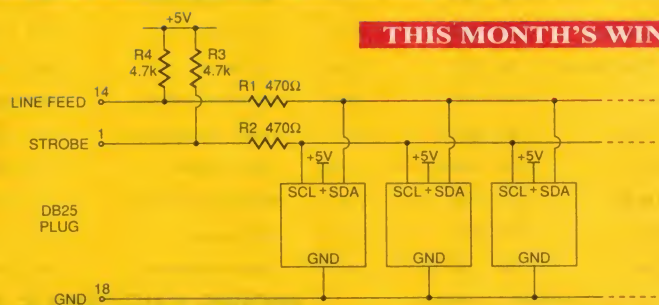 THIS MONTH'S WIN
+5V
R4
4.7k
R3
4.7k
R1 470Ω
LINE FEED 14
R2 470Ω
STROBE 1
+5V +5V +5V
SCL + SDA SCL + SDA SCL + SDA
DB25
PLUG
GND GND GND
GND 18